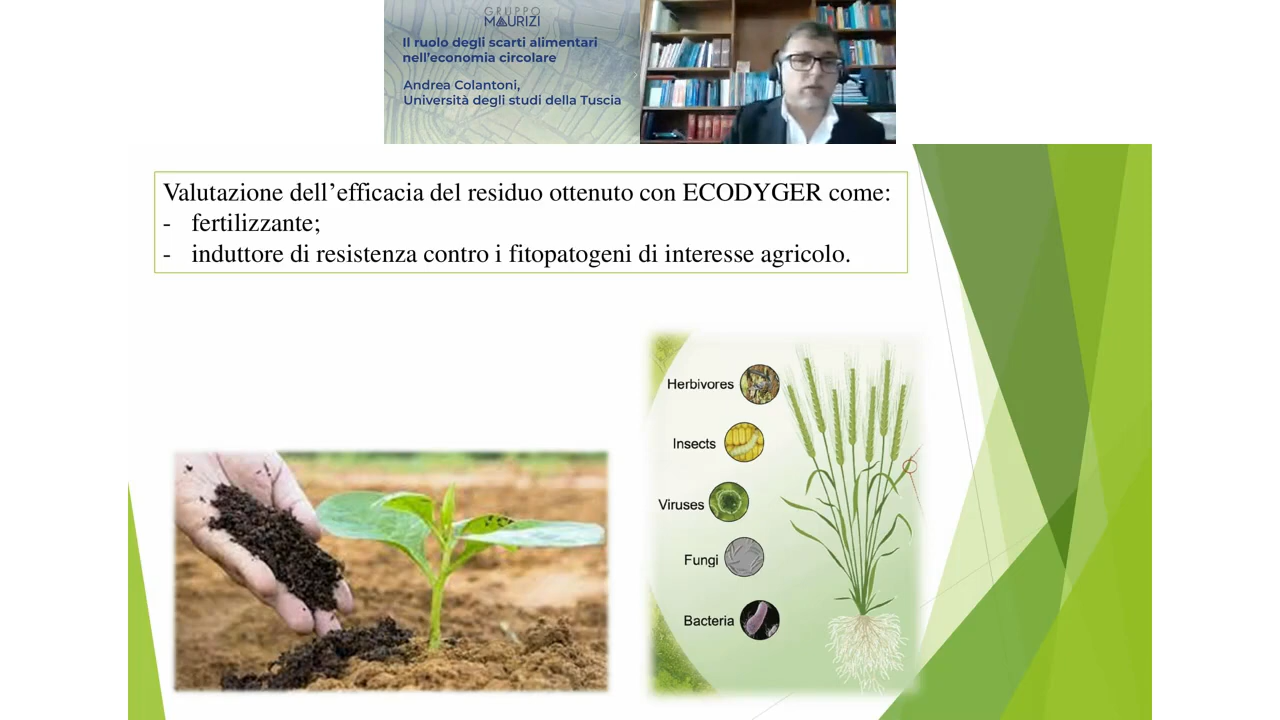 GRUPPO
MAURIZI
Il ruolo degli scarti alimentari
nell'economia circolare
Andrea Colantoni,
Università degli studi della Tuscia
Valutazione dell'efficacia del residuo ottenuto con ECODYGER come:
- fertilizzante;
- induttore di resistenza contro i fitopatogeni di interesse agricolo.
Herbivores
Insects
Viruses
Fungi
Bacteria